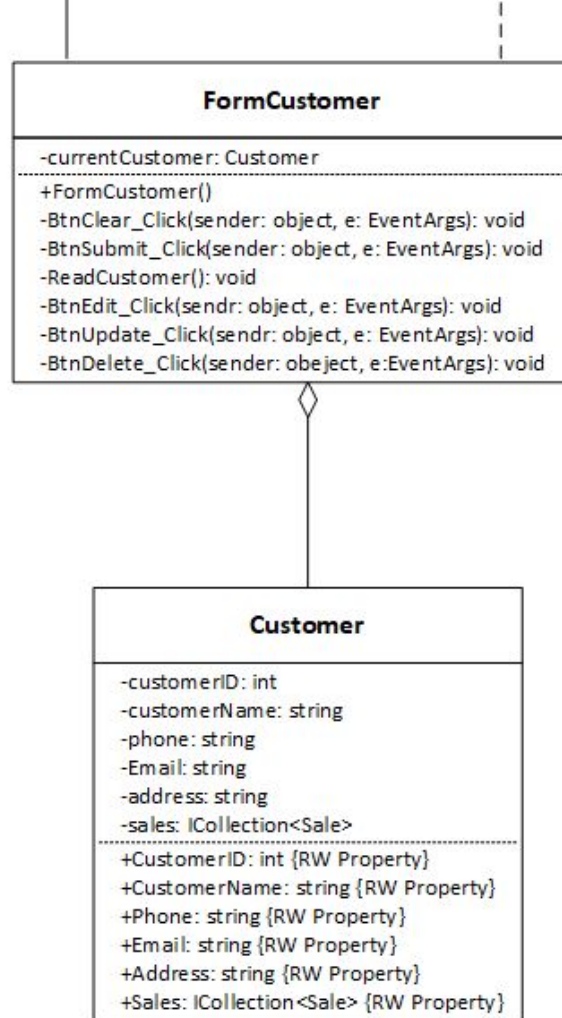 FormCustomer
-currentCustomer: Customer
+FormCustomer()
-BtnClear_Click(sender: object, e: EventArgs): void
-BtnSubmit_Click(sender: object, e: EventArgs): void
-ReadCustomer(): void
-BtnEdit_Click(sendr: object, e: EventArgs): void
-BtnUpdate_Click(sendr: object, e: EventArgs): void
-BtnDelete_Click(sender: obeject, e:EventArgs): void
Customer
-customerID: int
-customerName: string
-phone: string
-Email: string
-address: string
-sales: ICollection<Sale>
+CustomerID: int {RW Property}
+CustomerName: string {RW Property}
+Phone: string {RW Property}
+Email: string {RW Property}
+Address: string {RW Property}
+Sales: ICollection<Sale> {RW Property}